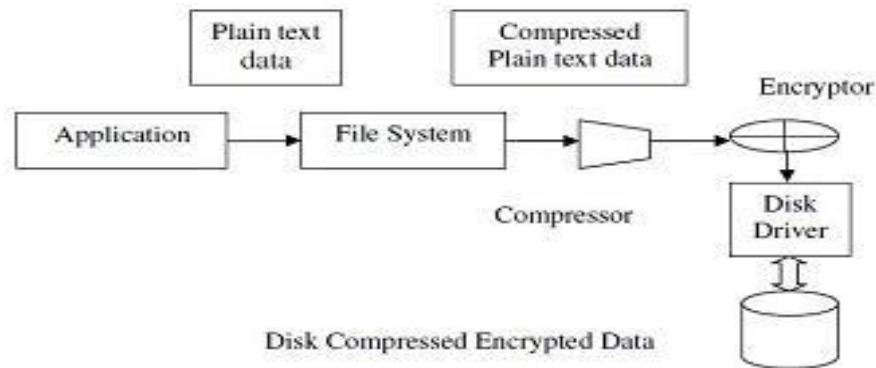 Plain text
data
Compressed
Plain text data
Encryptor
Application
File System
Compressor
Disk
Driver
Disk Compressed Encrypted Data